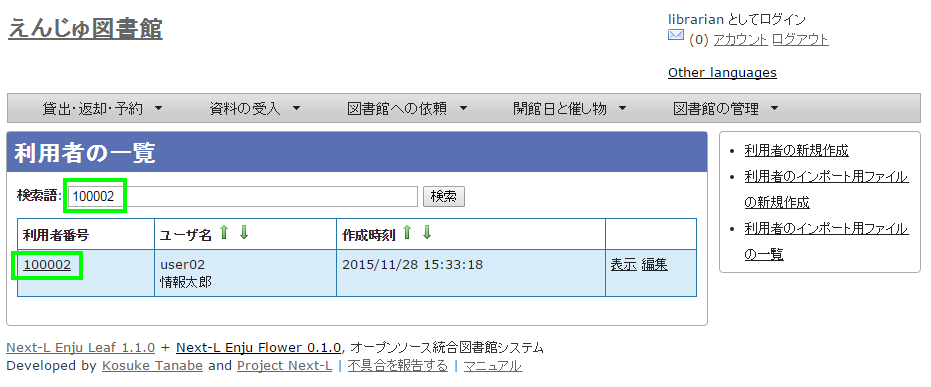 えんじゅ図書館
librarian としてログイン
(0) アカウント ログアウト
Other languages
貸出・返却・予約 ▼ 資料の受入 ▼ 図書館への依頼 ▼ 開館日と催し物 ▼ 図書館の管理 ▼
利用者の一覧
検索語: 100002 検索
利用者番号 ユーザ名 ⇧ ⇩ 作成時刻 ⇧ ⇩
100002 user02 2015/11/28 15:33:18 表示 編集
情報太郎
• 利用者の新規作成
• 利用者のインポート用ファイル
の新規作成
• 利用者のインポート用ファイル
の一覧
Next-L Enju Leaf 1.1.0 + Next-L Enju Flower 0.1.0, オープンソース統合図書館システム
Developed by Kosuke Tanabe and Project Next-L | 不具合を報告する | マニュアル